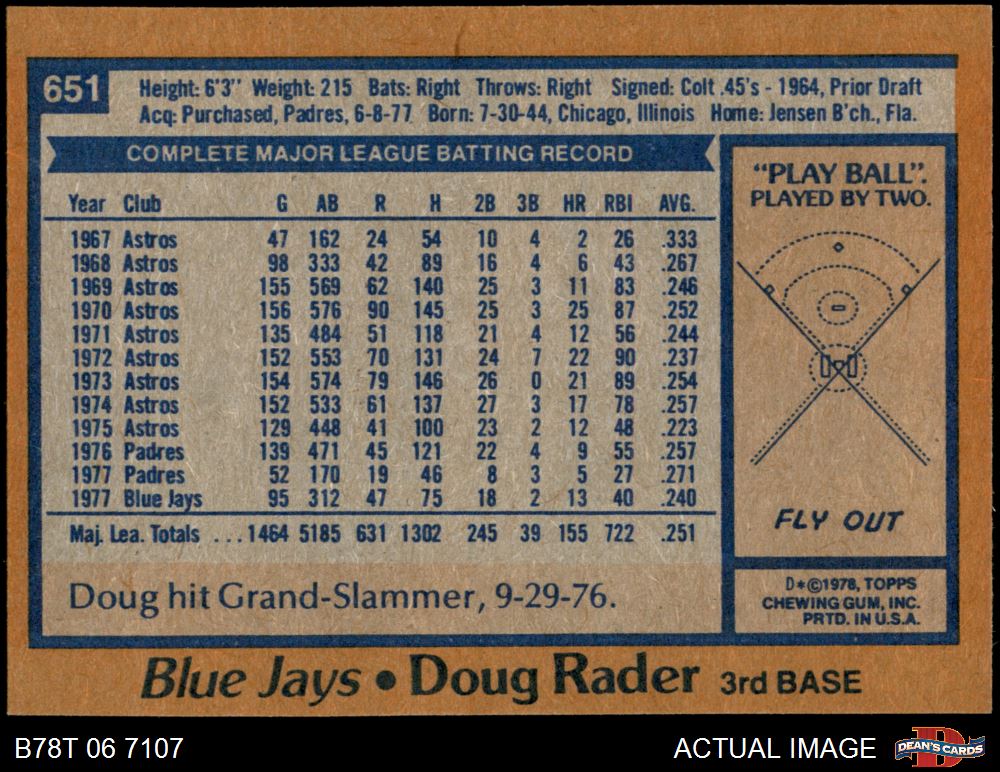 651
Height: 6'3" Weight: 215 Bats: Right Throws: Right Signed: Colt .45's - 1964, Prior Draft
Acq: Purchased, Padres, 6-8-77 Born: 7-30-44, Chicago, Illinois Home: Jensen B'ch., Fla.
COMPLETE MAJOR LEAGUE BATTING RECORD
Year Club G AB R H 2B 3B HR RBI AVG.
1967 Astros 47 162 24 54 10 4 2 26 .333
1968 Astros 98 333 42 89 16 4 6 43 .267
1969 Astros 155 569 62 140 25 3 11 83 .246
1970 Astros 156 576 90 145 25 3 25 87 .252
1971 Astros 135 484 51 118 21 4 12 56 .244
1972 Astros 152 553 70 131 24 7 22 90 .237
1973 Astros 154 574 79 146 26 0 21 89 .254
1974 Astros 152 533 61 137 27 3 17 78 .257
1975 Astros 129 448 41 100 23 2 12 48 .223
1976 Padres 139 471 45 121 22 4 9 55 .257
1977 Padres 52 170 19 46 8 3 5 27 .271
1977 Blue Jays 95 312 47 75 18 2 13 40 .240
Maj. Lea. Totals ... 1464 5185 631 1302 245 39 155 722 .251
Doug hit Grand-Slammer, 9-29-76.
"PLAY BALL".
PLAYED BY TWO.
FLY OUT
D*©1978, TOPPS
CHEWING GUM, INC.
PRTD. IN U.S.A.
Blue Jays • Doug Rader 3rd BASE
B78T 06 7107
ACTUAL IMAGE
D
DEAN'S CARDS